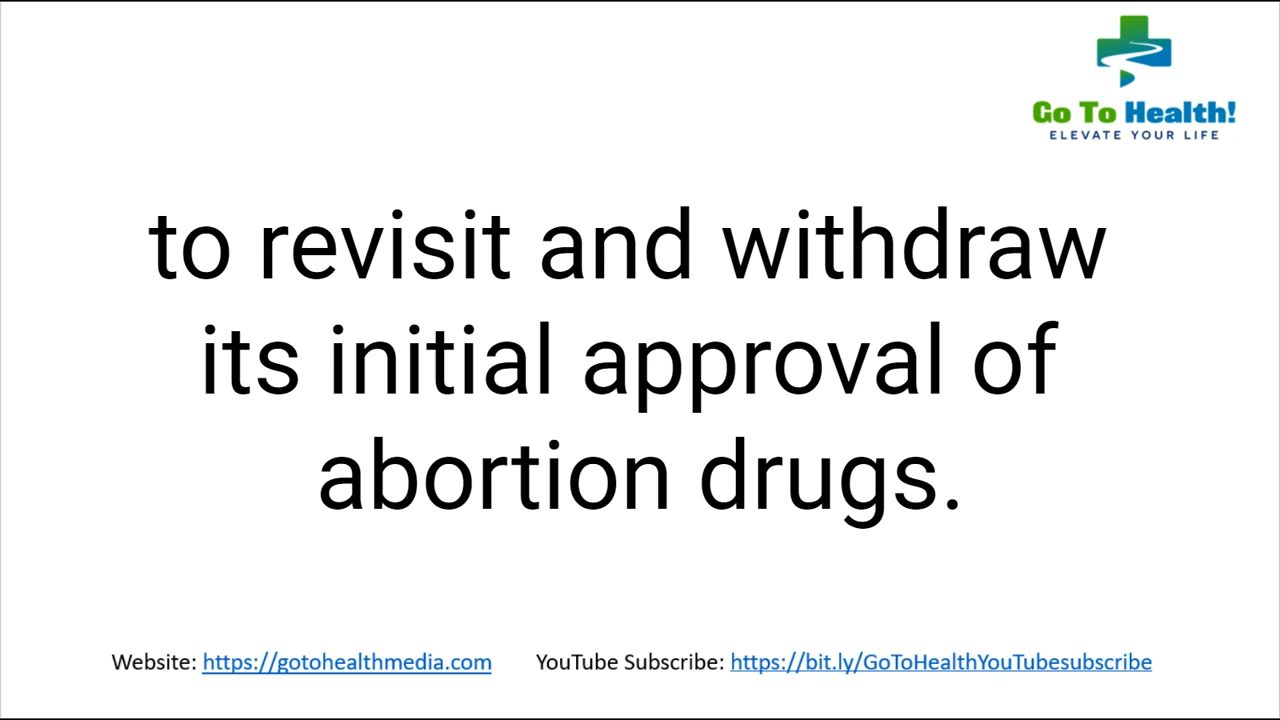 Go To Health!
ELEVATE YOUR LIFE
to revisit and withdraw
its initial approval of
abortion drugs.
Website: https://gotohealthmedia.com YouTube Subscribe: https://bit.ly/GoToHealthYouTubesubscribe